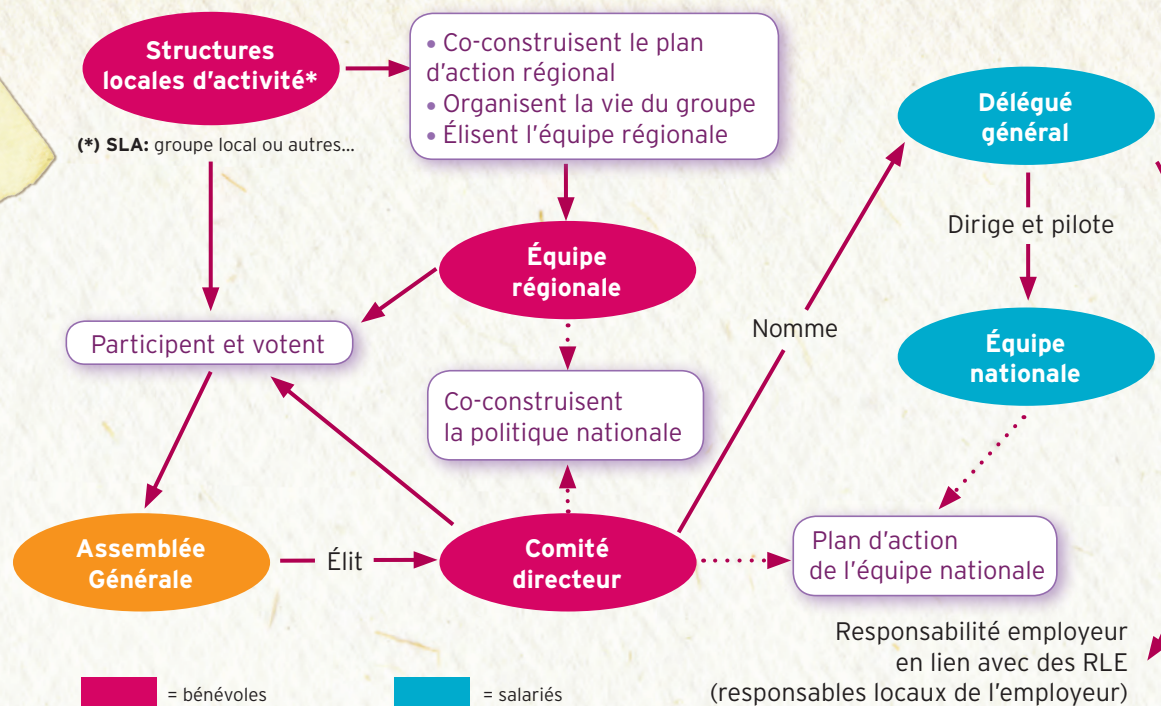 Structures
locales d'activité*
(*) SLA: groupe local ou autres...
• Co-construisent le plan
d'action régional
• Organisent la vie du groupe
• Élisent l'équipe régionale
Délégué
général
Dirige et pilote
Équipe
régionale
Participent et votent
Nomme
Équipe
nationale
Co-construisent
la politique nationale
Assemblée
Générale
Élit
Comité
directeur
Plan d'action
de l'équipe nationale
Responsabilité employeur
en lien avec des RLE
(responsables locaux de l'employeur)
= bénévoles
= salariés